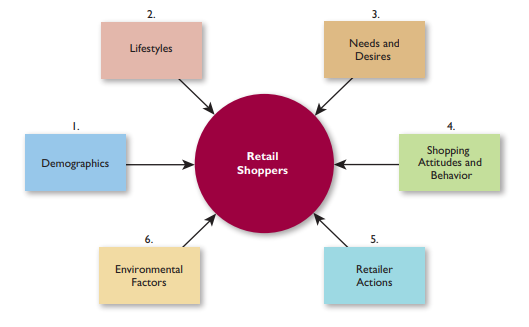 1.
Demographics
2.
Lifestyles
3.
Needs and
Desires
4.
Shopping
Attitudes and
Behavior
5.
Retailer
Actions
6.
Environmental
Factors
Retail
Shoppers